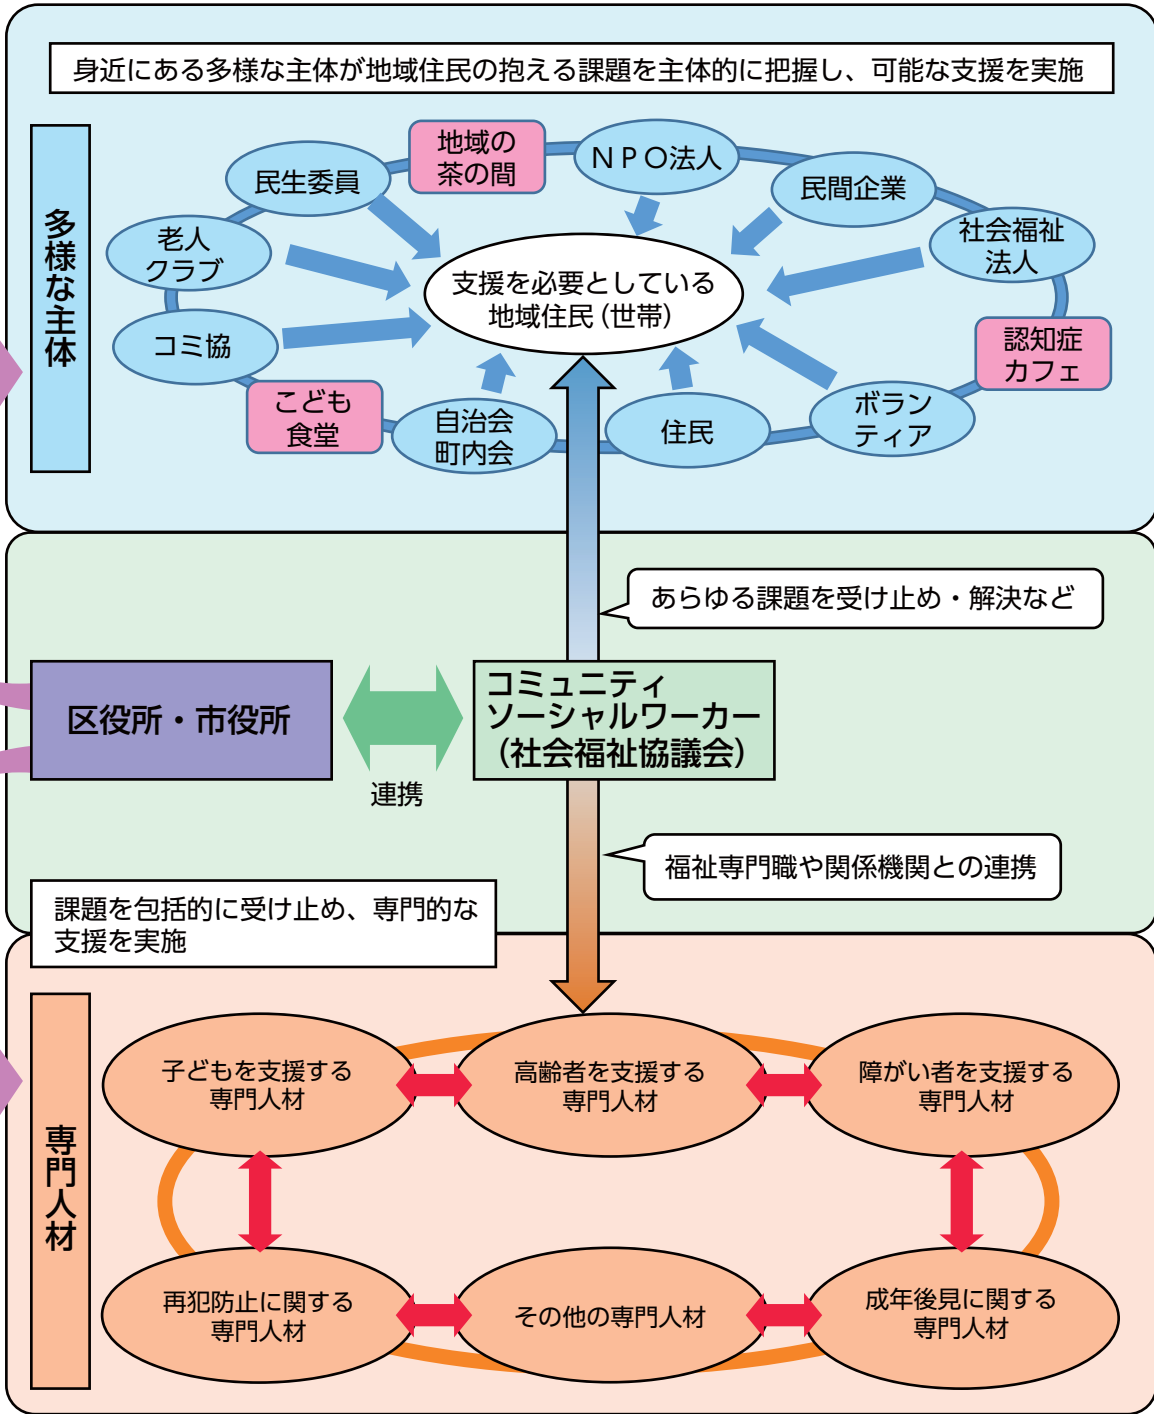 身近にある多様な主体が地域住民の抱える課題を主体的に把握し、可能な支援を実施
多様な主体
地域の
茶の間
ＮＰＯ法人
民生委員
民間企業
老人
クラブ
社会福祉
法人
支援を必要としている
地域住民（世帯）
コミ協
認知症
カフェ
こども
食堂
自治会
町内会
住民
ボラン
ティア
あらゆる課題を受け止め・解決など
区役所・市役所
連携
コミュニティ
ソーシャルワーカー
（社会福祉協議会）
福祉専門職や関係機関との連携
課題を包括的に受け止め、専門的な
支援を実施
専門人材
子どもを支援する
専門人材
高齢者を支援する
専門人材
障がい者を支援する
専門人材
再犯防止に関する
専門人材
その他の専門人材
成年後見に関する
専門人材